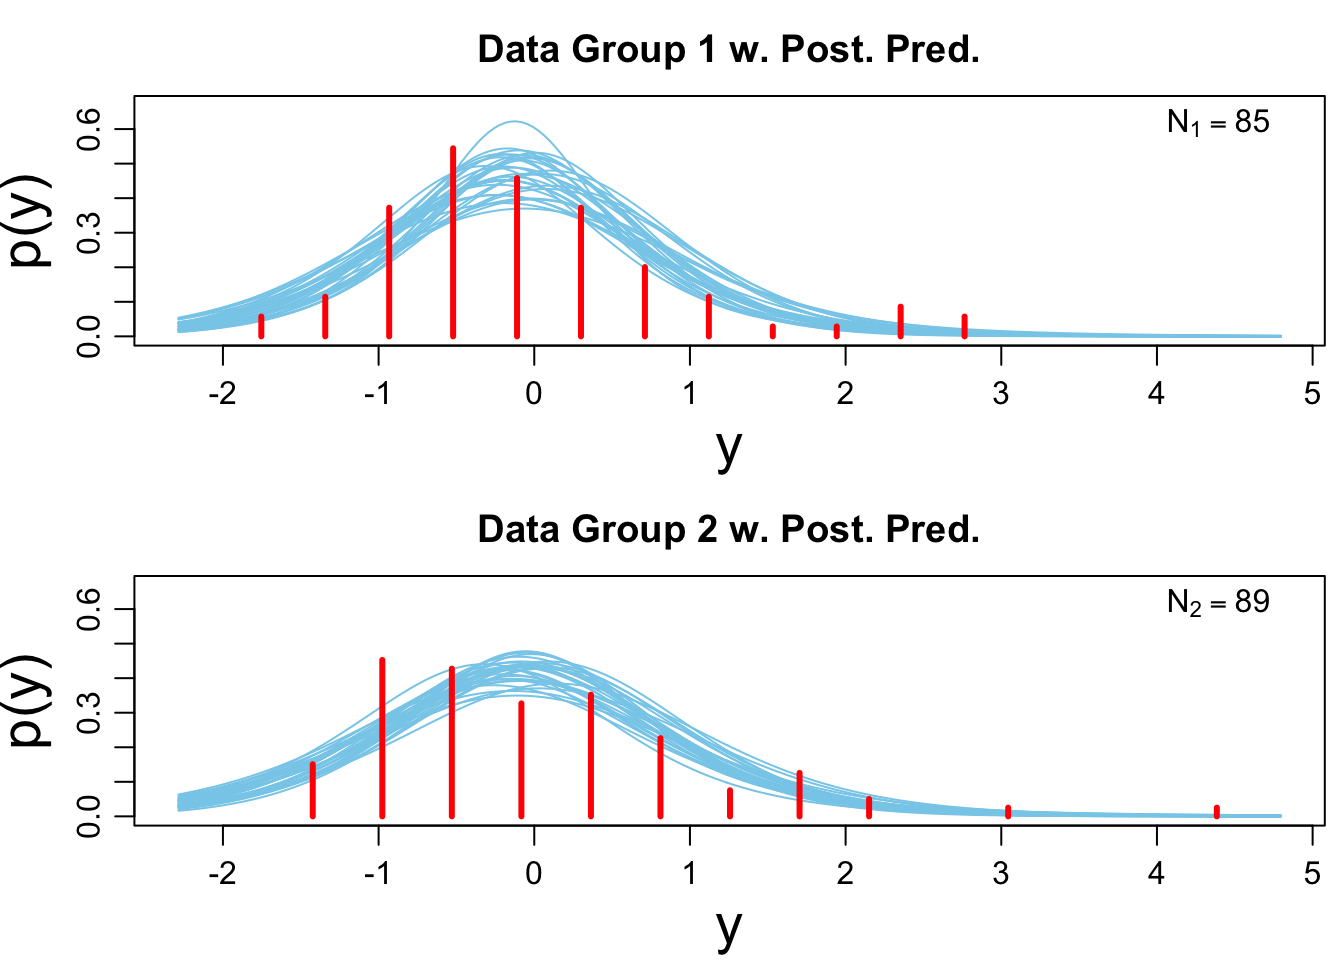 Data Group 1 w. Post. Pred.
N1 = 85
p(y)
0.6
0.3
0.0
-2 -1 0 1 2 3 4 5
y
Data Group 2 w. Post. Pred.
N2 = 89
p(y)
0.6
0.3
0.0
-2 -1 0 1 2 3 4 5
y